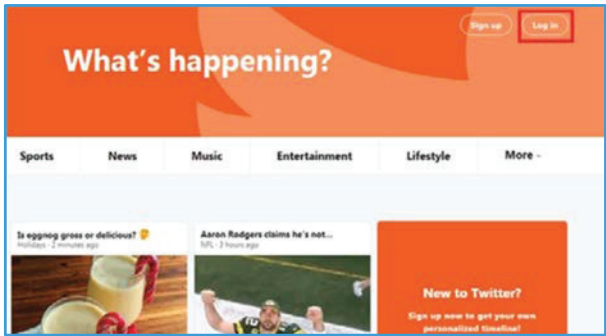 Sign up Log in
What's happening?
Sports News Music Entertainment Lifestyle More
Is eggnog gross or delicious?
Holidays · 2 minutes ago
Aaron Rodgers claims he's not...
NFL · 3 hours ago
New to Twitter?
Sign up now to get your own
personalized timeline!